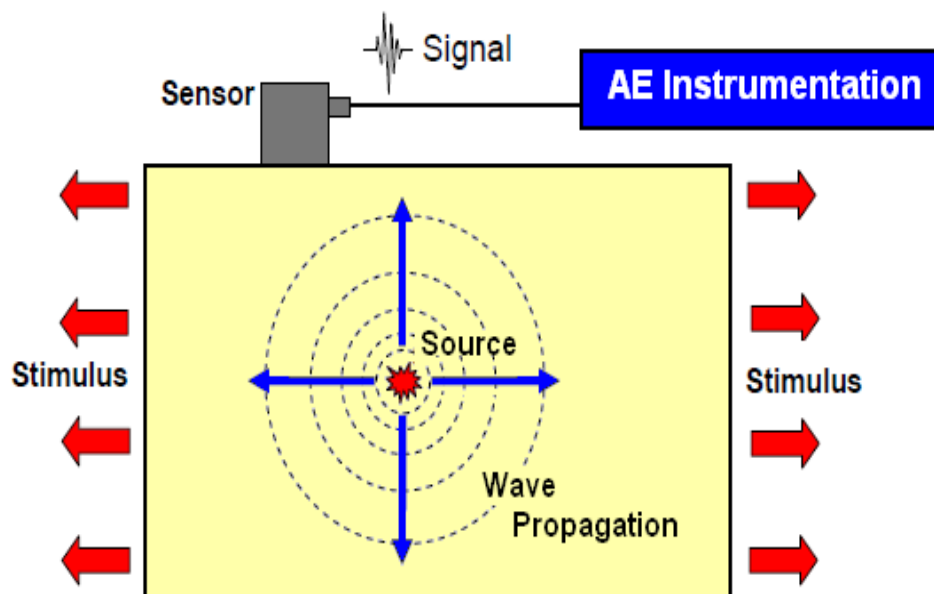 Signal
AE Instrumentation
Sensor
Source
Stimulus
Stimulus
Wave
Propagation